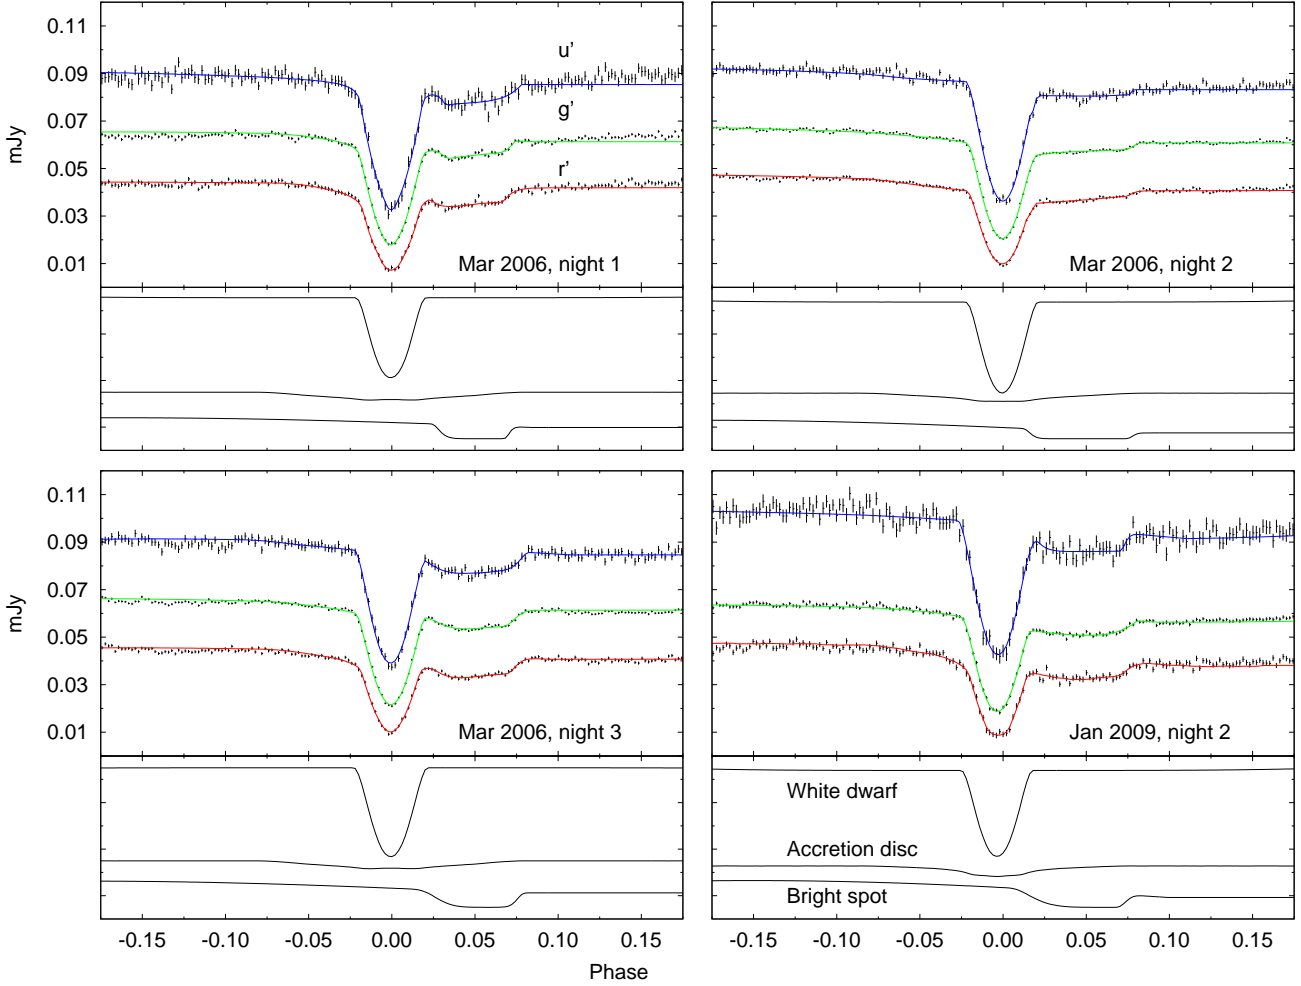 0.11
0.09
0.07
0.05
0.03
0.01
mJy
u'
g'
r'
Mar 2006, night 1
Mar 2006, night 2
0.11
0.09
0.07
0.05
0.03
0.01
mJy
Mar 2006, night 3
Jan 2009, night 2
White dwarf
Accretion disc
Bright spot
-0.15 -0.10 -0.05 0.00 0.05 0.10 0.15
-0.15 -0.10 -0.05 0.00 0.05 0.10 0.15
Phase